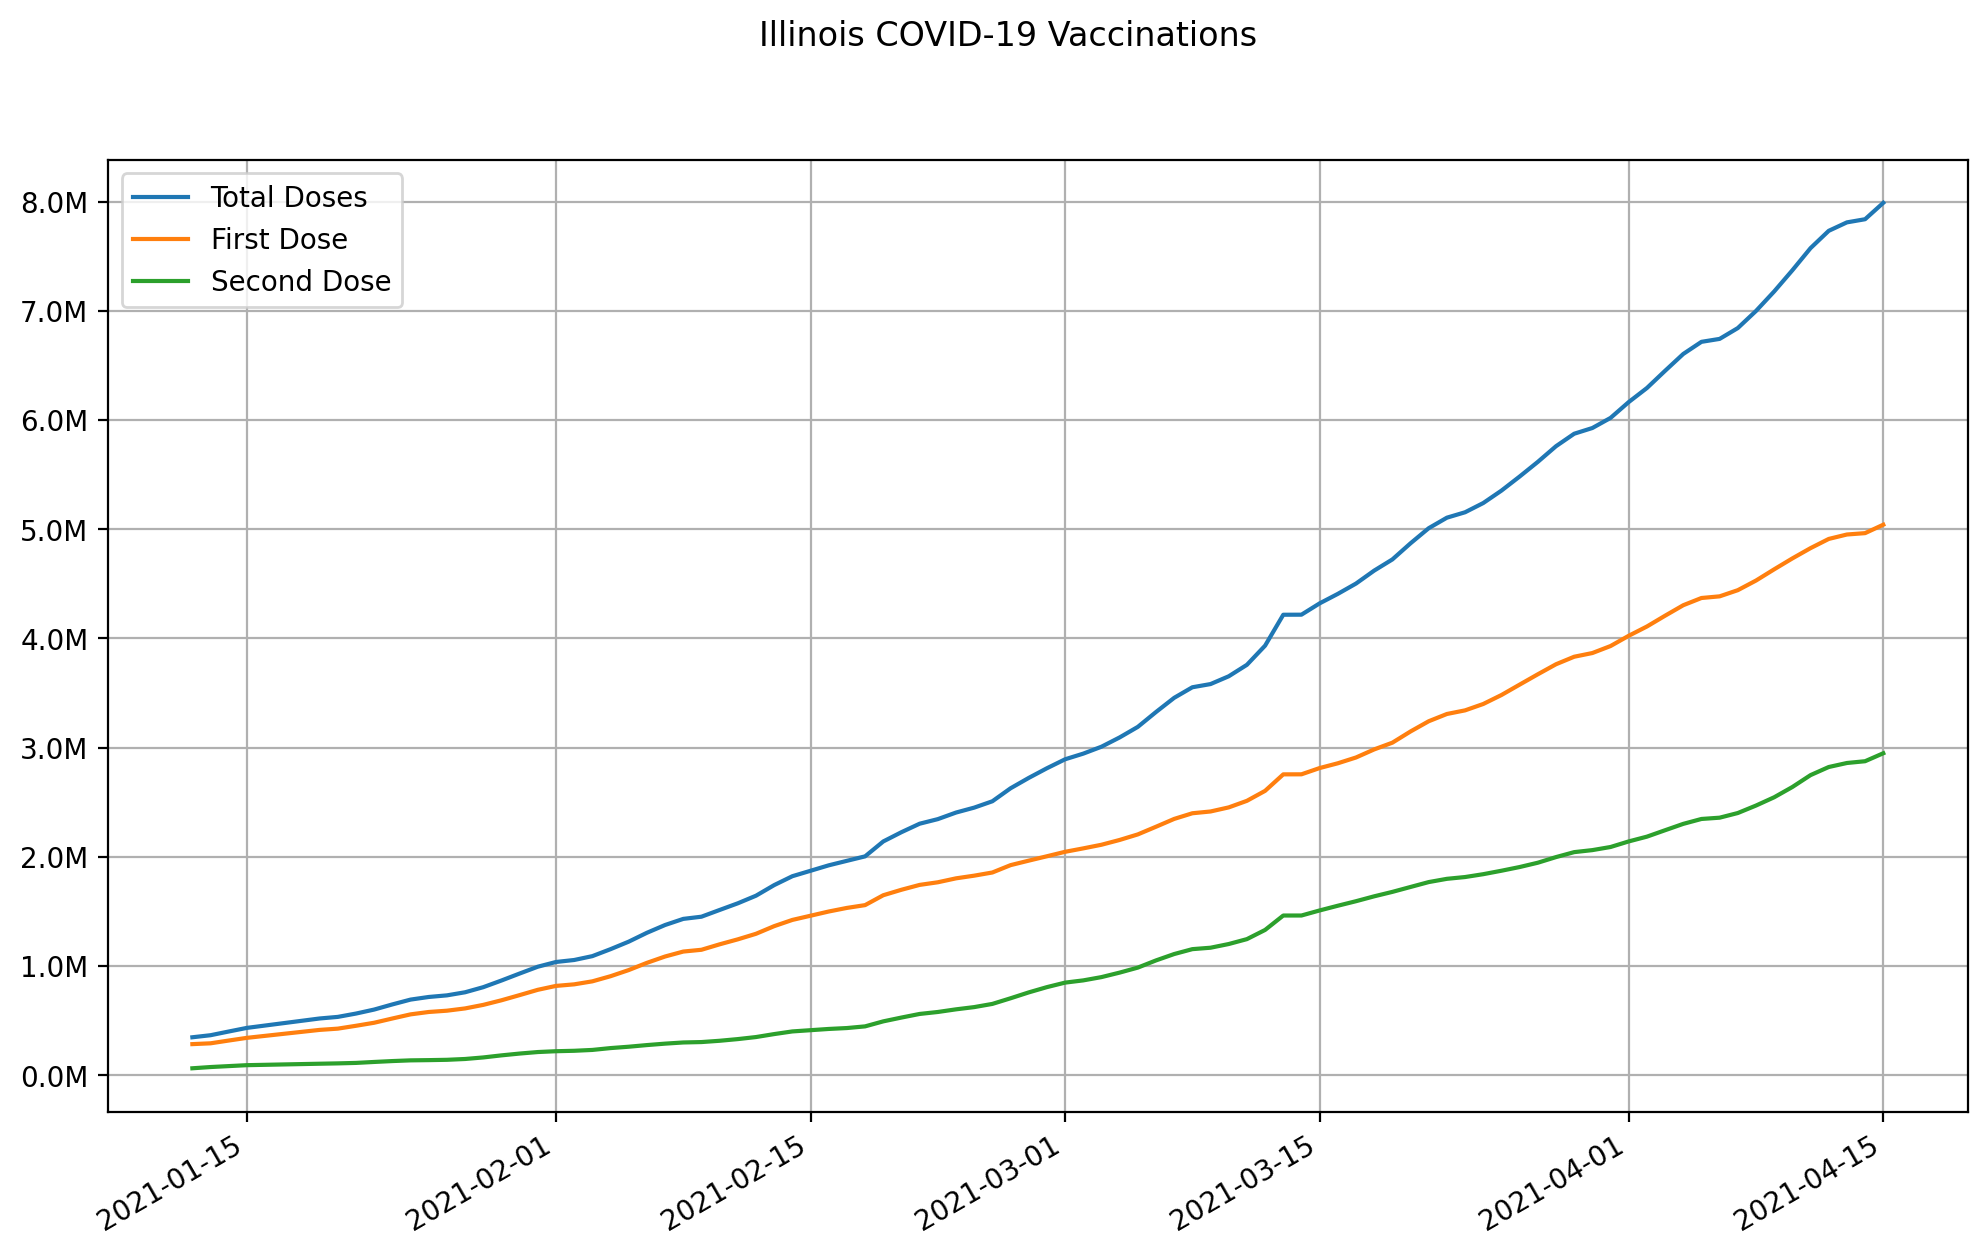 Illinois COVID-19 Vaccinations
Total Doses
First Dose
Second Dose
8.0M
7.0M
6.0M
5.0M
4.0M
3.0M
2.0M
1.0M
0.0M
2021-01-15
2021-02-01
2021-02-15
2021-03-01
2021-03-15
2021-04-01
2021-04-15